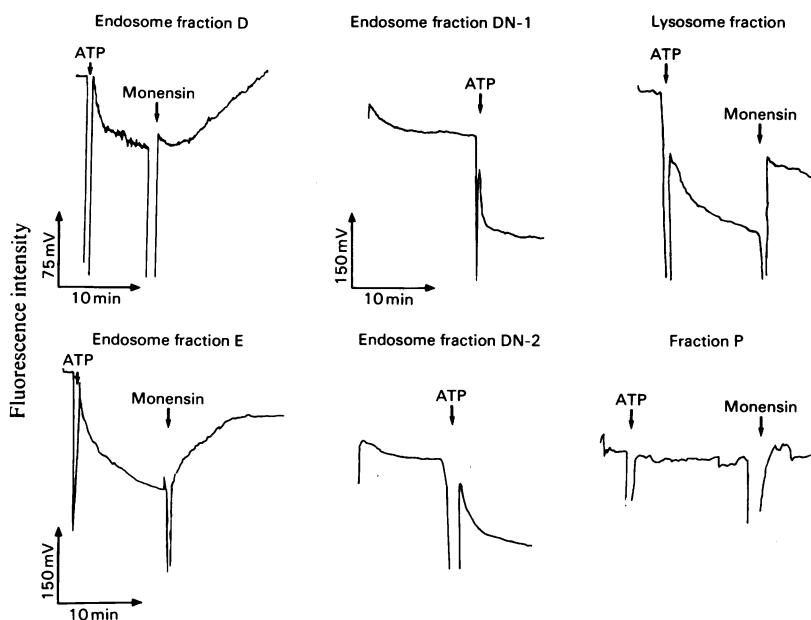 Endosome fraction D
ATP
Monensin
75 mV
10 min
Endosome fraction DN-1
ATP
150 mV
10 min
Lysosome fraction
ATP
Monensin
Fluorescence intensity
Endosome fraction E
ATP
Monensin
150 mV
10 min
Endosome fraction DN-2
ATP
Fraction P
ATP
Monensin